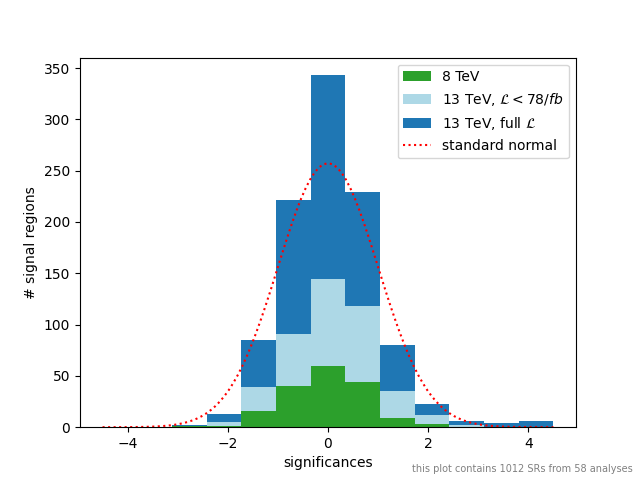 8 TeV
13 TeV, ℒ < 78/fb
13 TeV, full ℒ
standard normal
350
300
250
200
150
100
50
0
# signal regions
−4 −2 0 2 4
significances
this plot contains 1012 SRs from 58 analyses